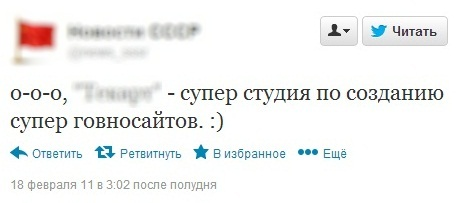 Читать
о-о-о, - супер студия по созданию
супер говносайтов. :)
Ответить Ретвитнуть В избранное Ещё
18 февраля 11 в 3:02 после полудня